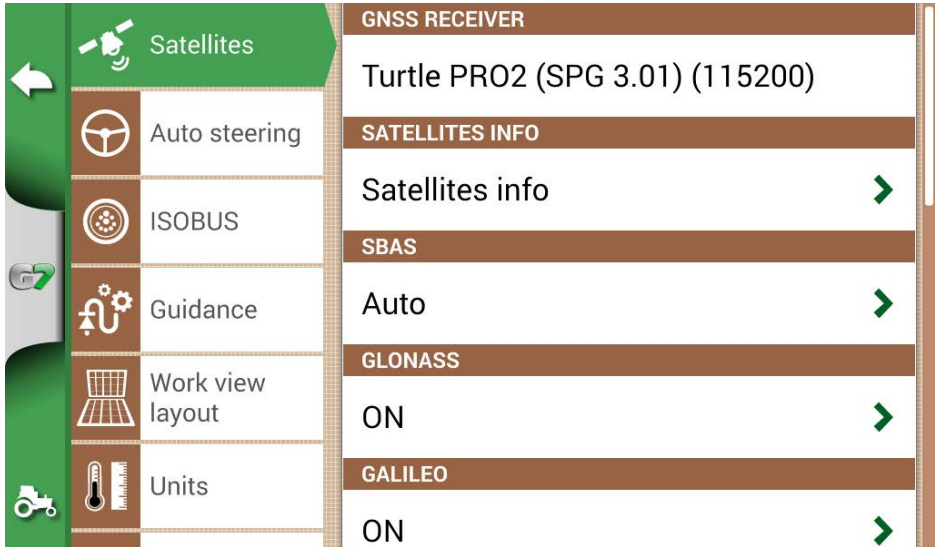 Satellites
Auto steering
ISOBUS
G7
Guidance
Work view
layout
Units
GNSS RECEIVER
Turtle PRO2 (SPG 3.01) (115200)
SATELLITES INFO
Satellites info
SBAS
Auto
GLONASS
ON
GALILEO
ON